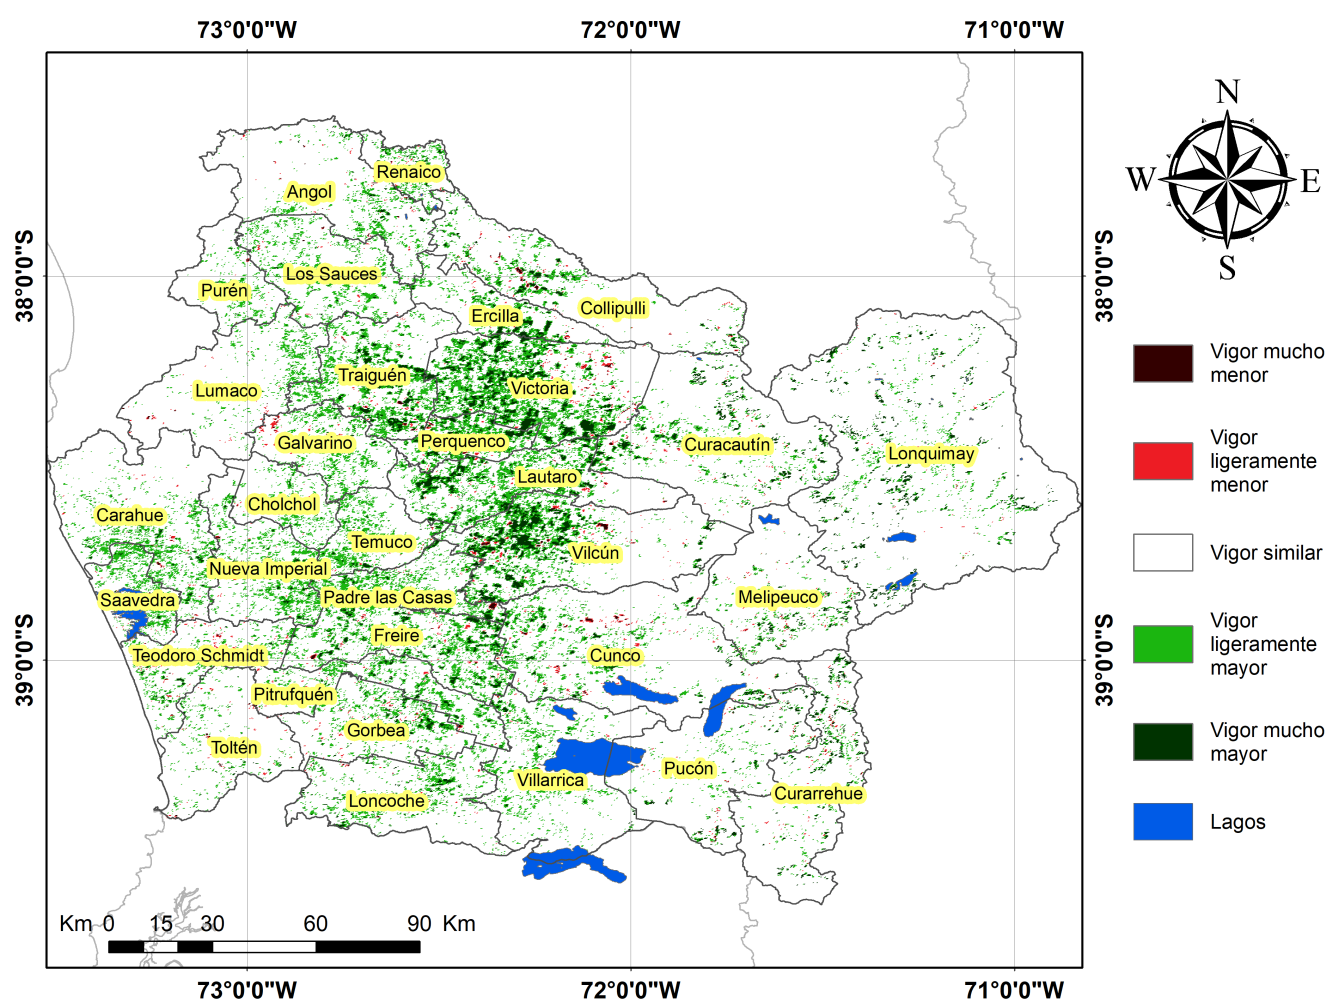 73°0'0"W
72°0'0"W
71°0'0"W
N
W
E
S
38°0'0"S
38°0'0"S
39°0'0"S
39°0'0"S
Renaico
Angol
Los Sauces
Purén
Collipulli
Ercilla
Traiguén
Victoria
Lumaco
Galvarino
Perquenco
Curacautín
Lonquimay
Lautaro
Cholchol
Carahue
Temuco
Vilcún
Nueva Imperial
Saavedra
Padre las Casas
Melipeuco
Freire
Teodoro Schmidt
Cunco
Pitrufquén
Gorbea
Toltén
Pucón
Villarrica
Curarrehue
Loncoche
Vigor mucho
menor
Vigor
ligeramente
menor
Vigor similar
Vigor
ligeramente
mayor
Vigor mucho
mayor
Lagos
Km 0 15 30 60 90 Km
73°0'0"W
72°0'0"W
71°0'0"W